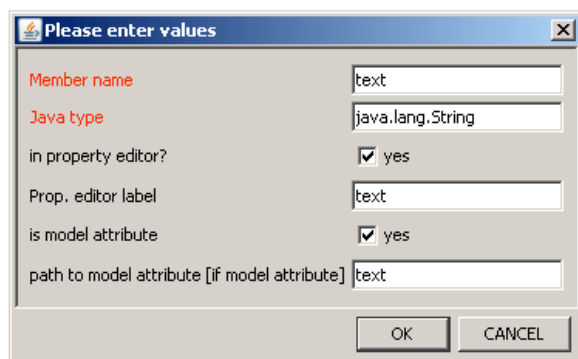 Please enter values
Member name text
Java type java.lang.String
in property editor? yes
Prop. editor label text
is model attribute yes
path to model attribute [if model attribute] text
OK CANCEL